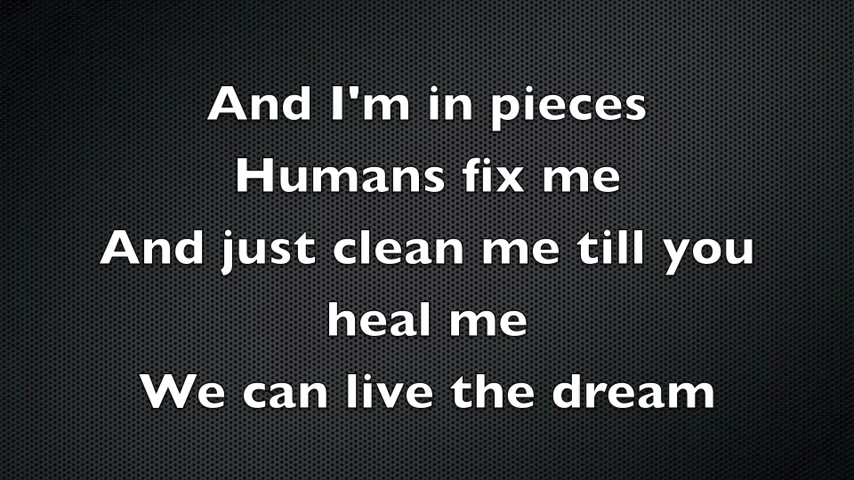 And I'm in pieces
Humans fix me
And just clean me till you
heal me
We can live the dream